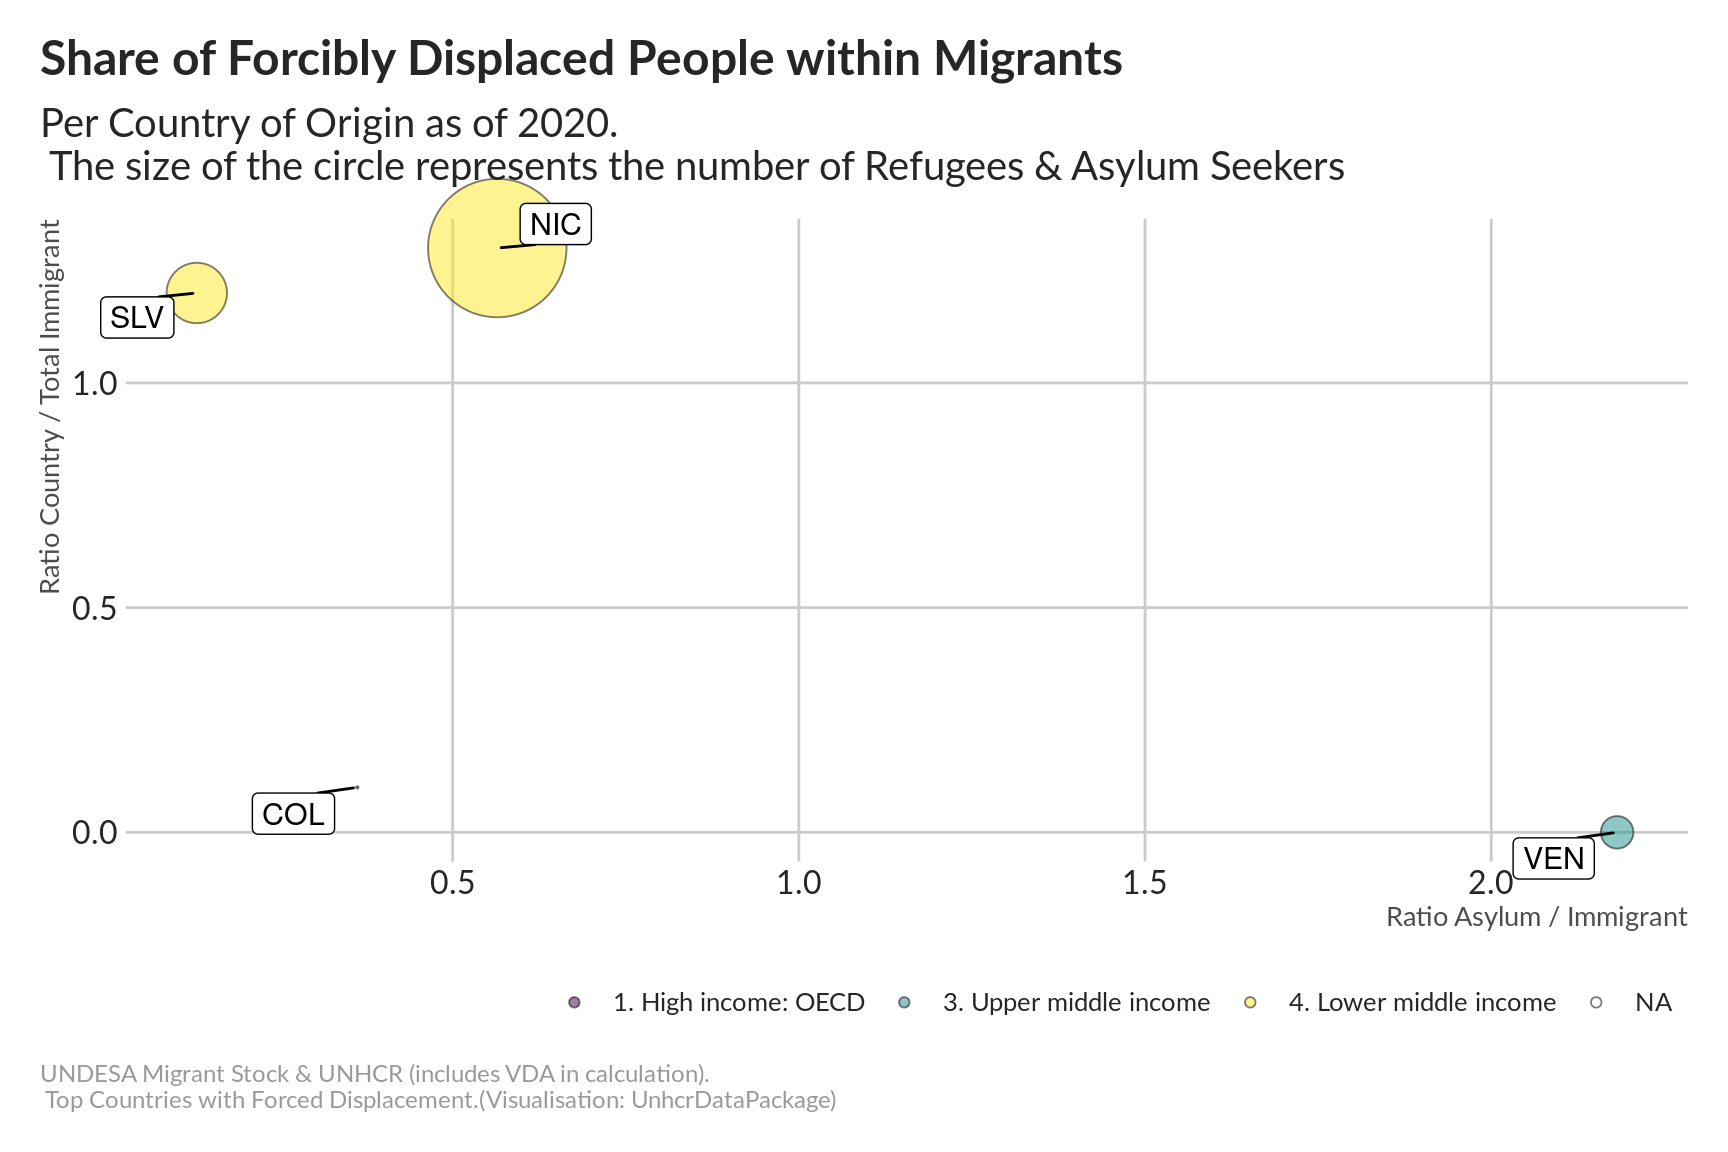 Share of Forcibly Displaced People within Migrants
Per Country of Origin as of 2020.
The size of the circle represents the number of Refugees & Asylum Seekers
Ratio Country / Total Immigrant
NIC
SLV
1.0
0.5
COL
0.0
VEN
0.5
1.0
1.5
2.0
Ratio Asylum / Immigrant
1. High income: OECD
3. Upper middle income
4. Lower middle income
NA
UNDESA Migrant Stock & UNHCR (includes VDA in calculation).
Top Countries with Forced Displacement.(Visualisation: UnhcrDataPackage)